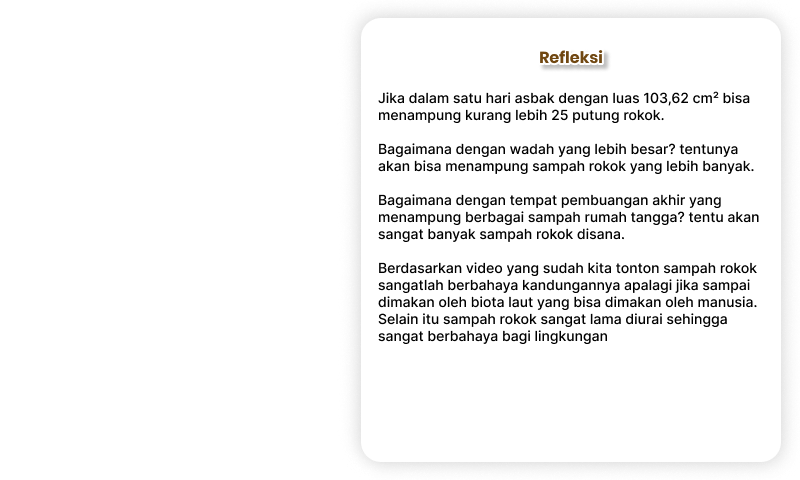 Refleksi
Jika dalam satu hari asbak dengan luas 103,62 cm² bisa
menampung kurang lebih 25 putung rokok.
Bagaimana dengan wadah yang lebih besar? tentunya
akan bisa menampung sampah rokok yang lebih banyak.
Bagaimana dengan tempat pembuangan akhir yang
menampung berbagai sampah rumah tangga? tentu akan
sangat banyak sampah rokok disana.
Berdasarkan video yang sudah kita tonton sampah rokok
sangatlah berbahaya kandungannya apalagi jika sampai
dimakan oleh biota laut yang bisa dimakan oleh manusia.
Selain itu sampah rokok sangat lama diurai sehingga
sangat berbahaya bagi lingkungan